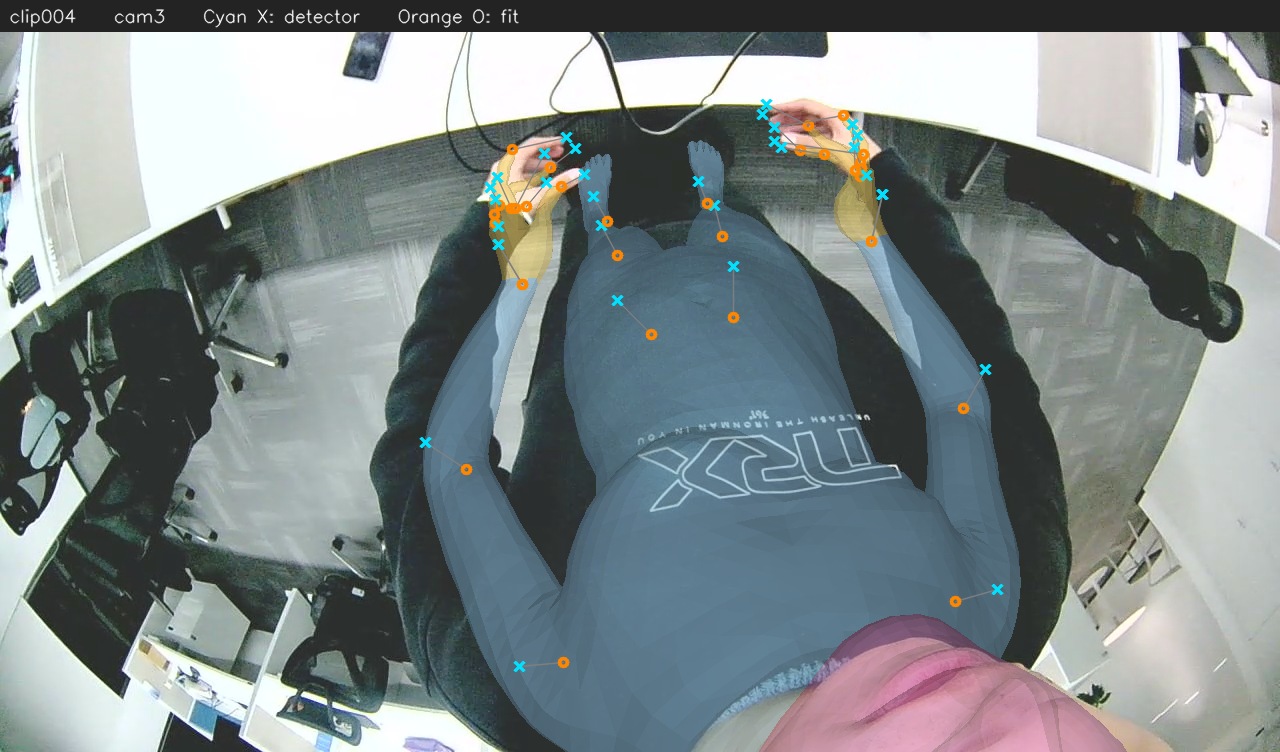 clip004 cam3 Cyan X: detector Orange O: fit
UNLEASH THE IRONMAN IN YOU
TRX